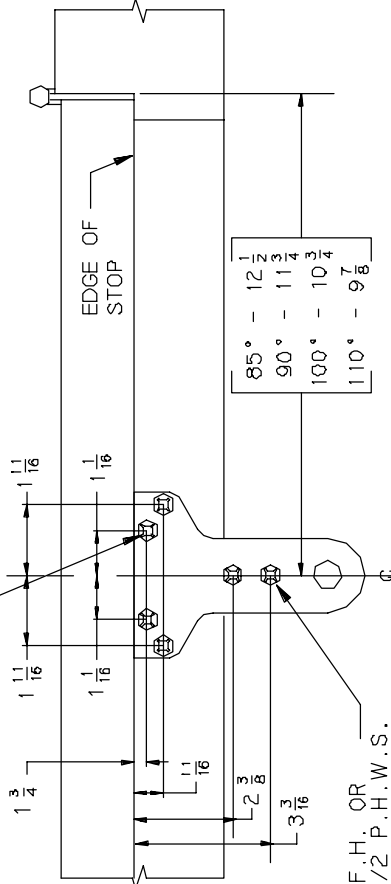 EDGE OF
STOP
1 11/16
1 11/16
1 1/16
1 1/16
1 3/4
11/16
2 3/8
3 3/16
85° - 12 1/2
90° - 11 3/4
100° - 10 3/4
110° - 9 7/8
F.H. OR
/2 P.H.W.S.